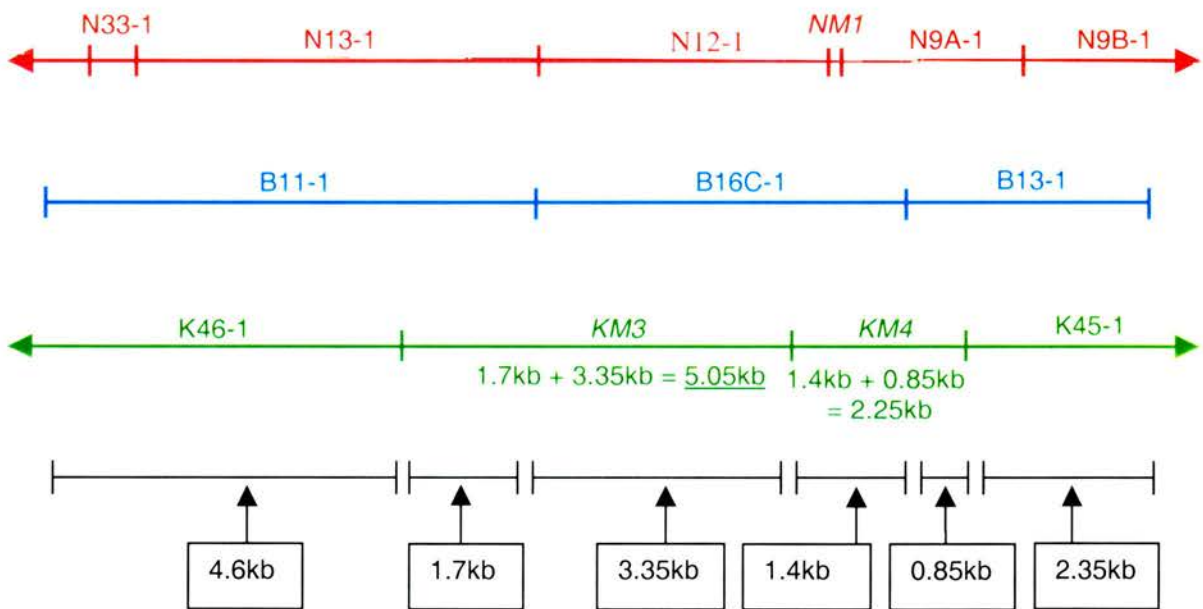 N33-1 N13-1 N12-1 NM1 N9A-1 N9B-1
B11-1 B16C-1 B13-1
K46-1 KM3 KM4 K45-1
1.7kb + 3.35kb = 5.05kb 1.4kb + 0.85kb
= 2.25kb
4.6kb 1.7kb 3.35kb 1.4kb 0.85kb 2.35kb